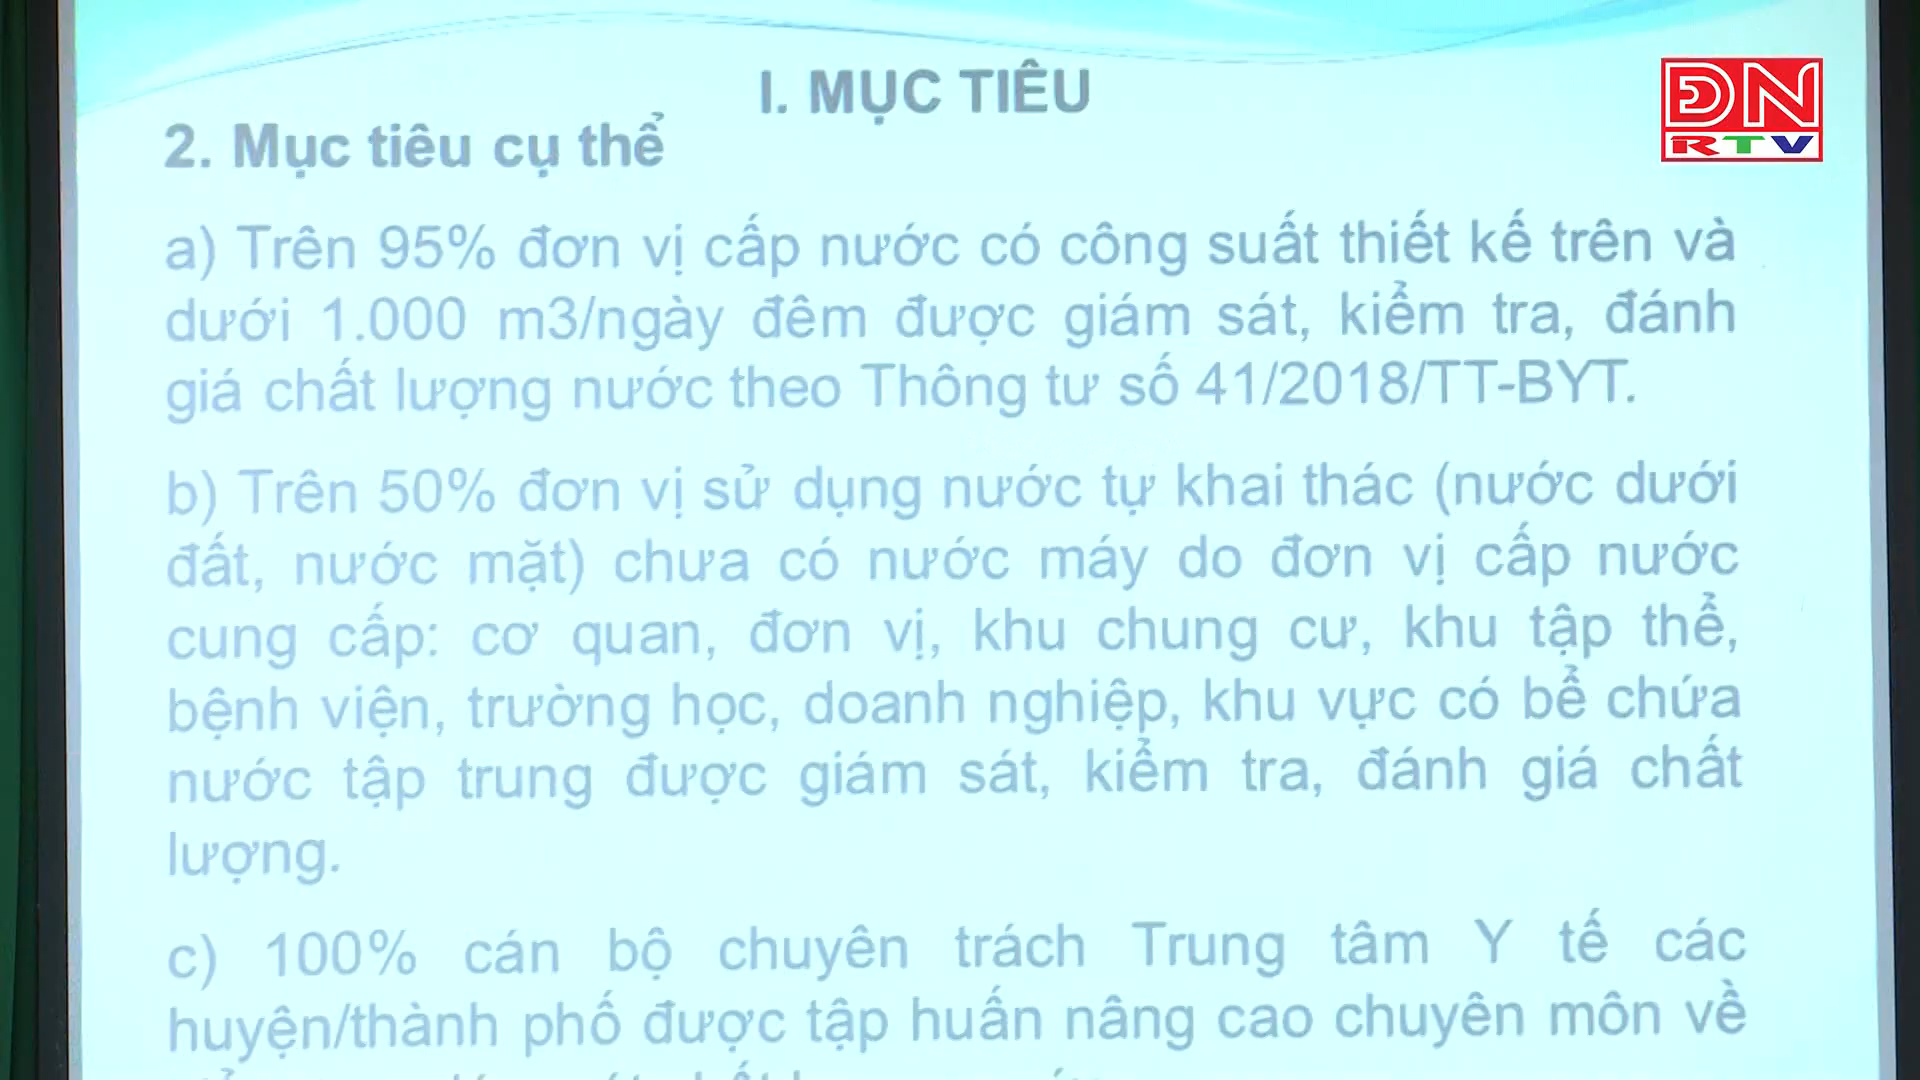 I. MỤC TIÊU
ĐN
RTV
2. Mục tiêu cụ thể
a) Trên 95% đơn vị cấp nước có công suất thiết kế trên và
dưới 1.000 m3/ngày đêm được giám sát, kiểm tra, đánh
giá chất lượng nước theo Thông tư số 41/2018/TT-BYT.
b) Trên 50% đơn vị sử dụng nước tự khai thác (nước dưới
đất, nước mặt) chưa có nước máy do đơn vị cấp nước
cung cấp: cơ quan, đơn vị, khu chung cư, khu tập thể,
bệnh viện, trường học, doanh nghiệp, khu vực có bể chứa
nước tập trung được giám sát, kiểm tra, đánh giá chất
lượng.
c) 100% cán bộ chuyên trách Trung tâm Y tế các
huyện/thành phố được tập huấn nâng cao chuyên môn về